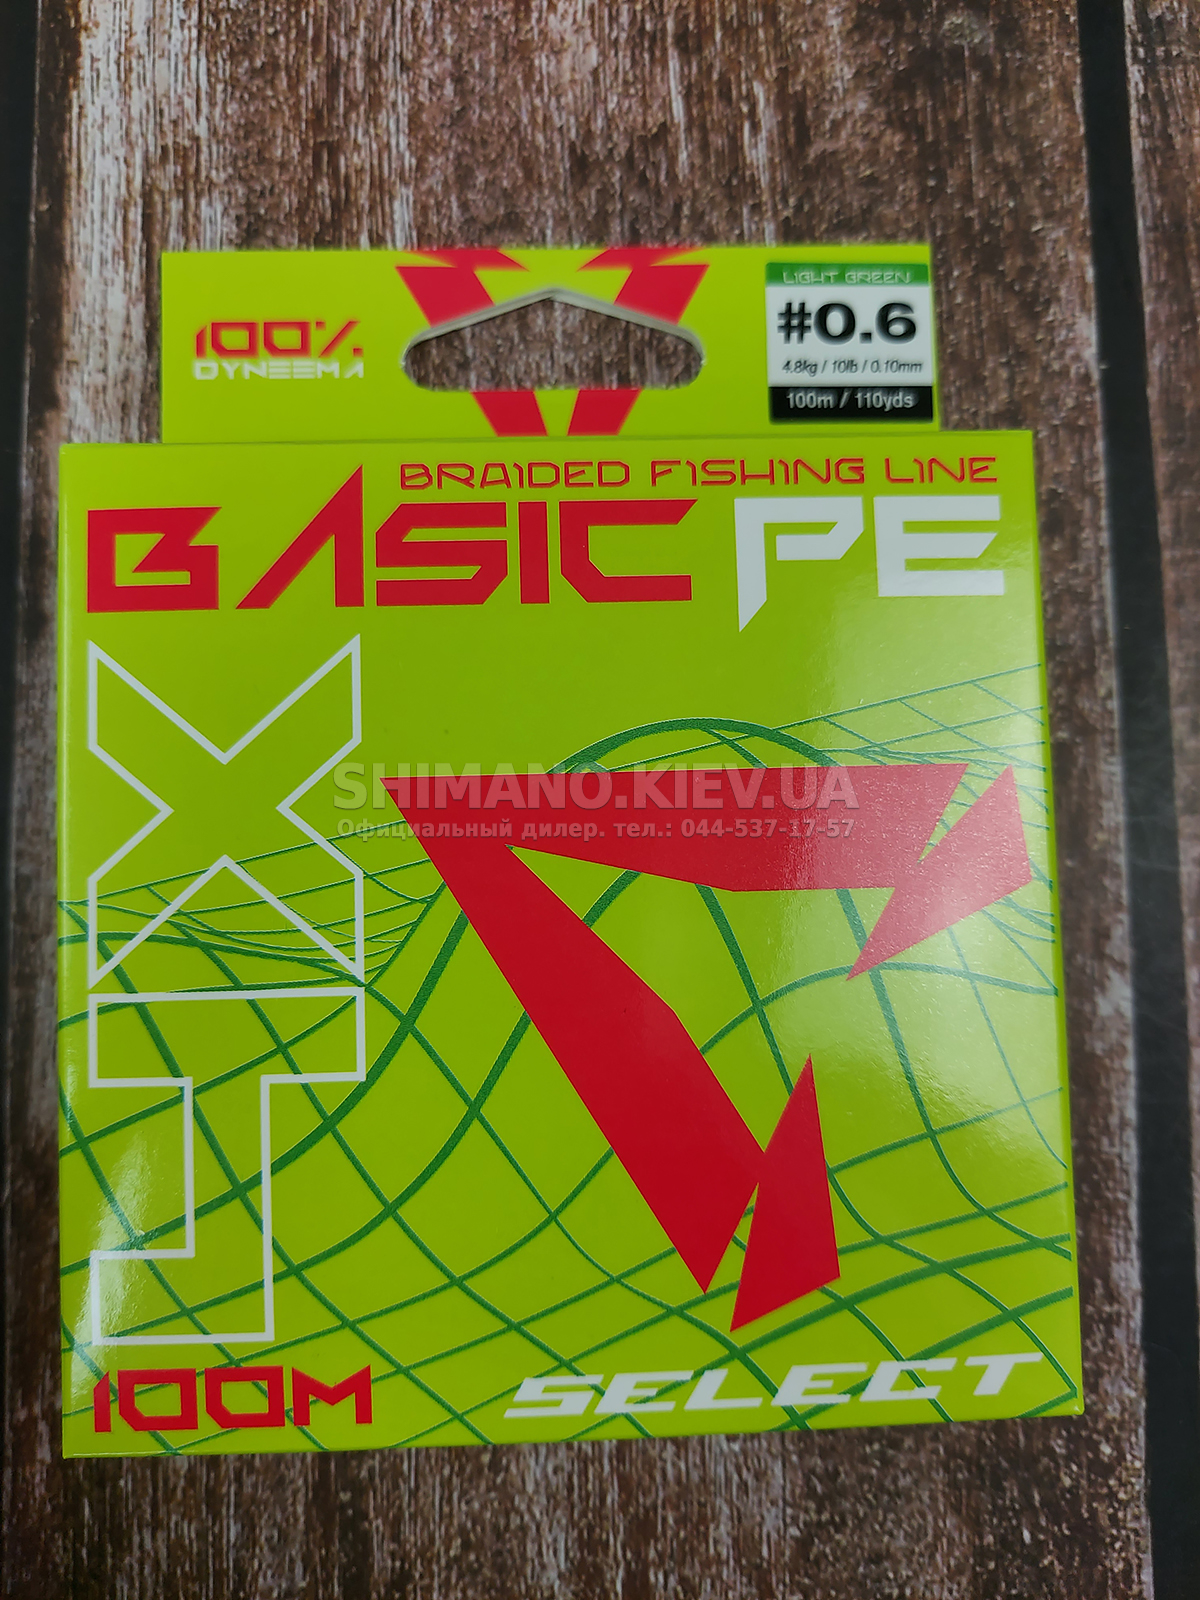 100%
DYNEEMA
LIGHT GREEN
#0.6
4.8kg / 10lb / 0.10mm
100m / 110yds
BRAIDED FISHING LINE
BASIC PE
SHIMANO.KIEV.UA
Официальный дилер. тел.: 044-537-17-57
100M
SELECT